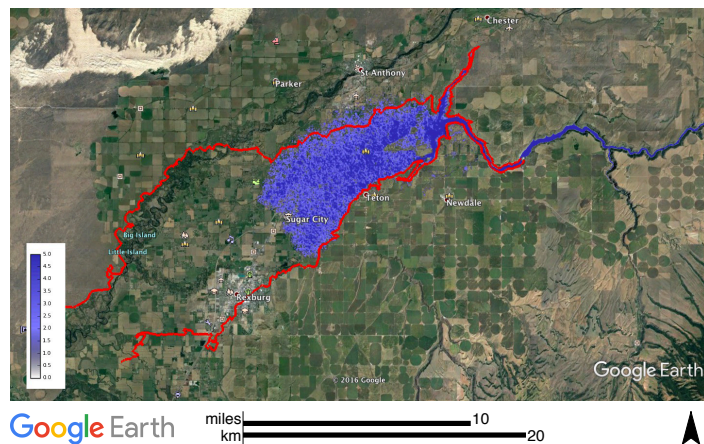 Chester
St Anthony
Parker
Teton
Newdale
Sugar City
Big Island
Little Island
Rexburg
5.0
4.5
4.0
3.5
3.0
2.5
2.0
1.5
1.0
0.5
0.0
© 2016 Google
Google Earth
Google Earth
miles 10
km 20